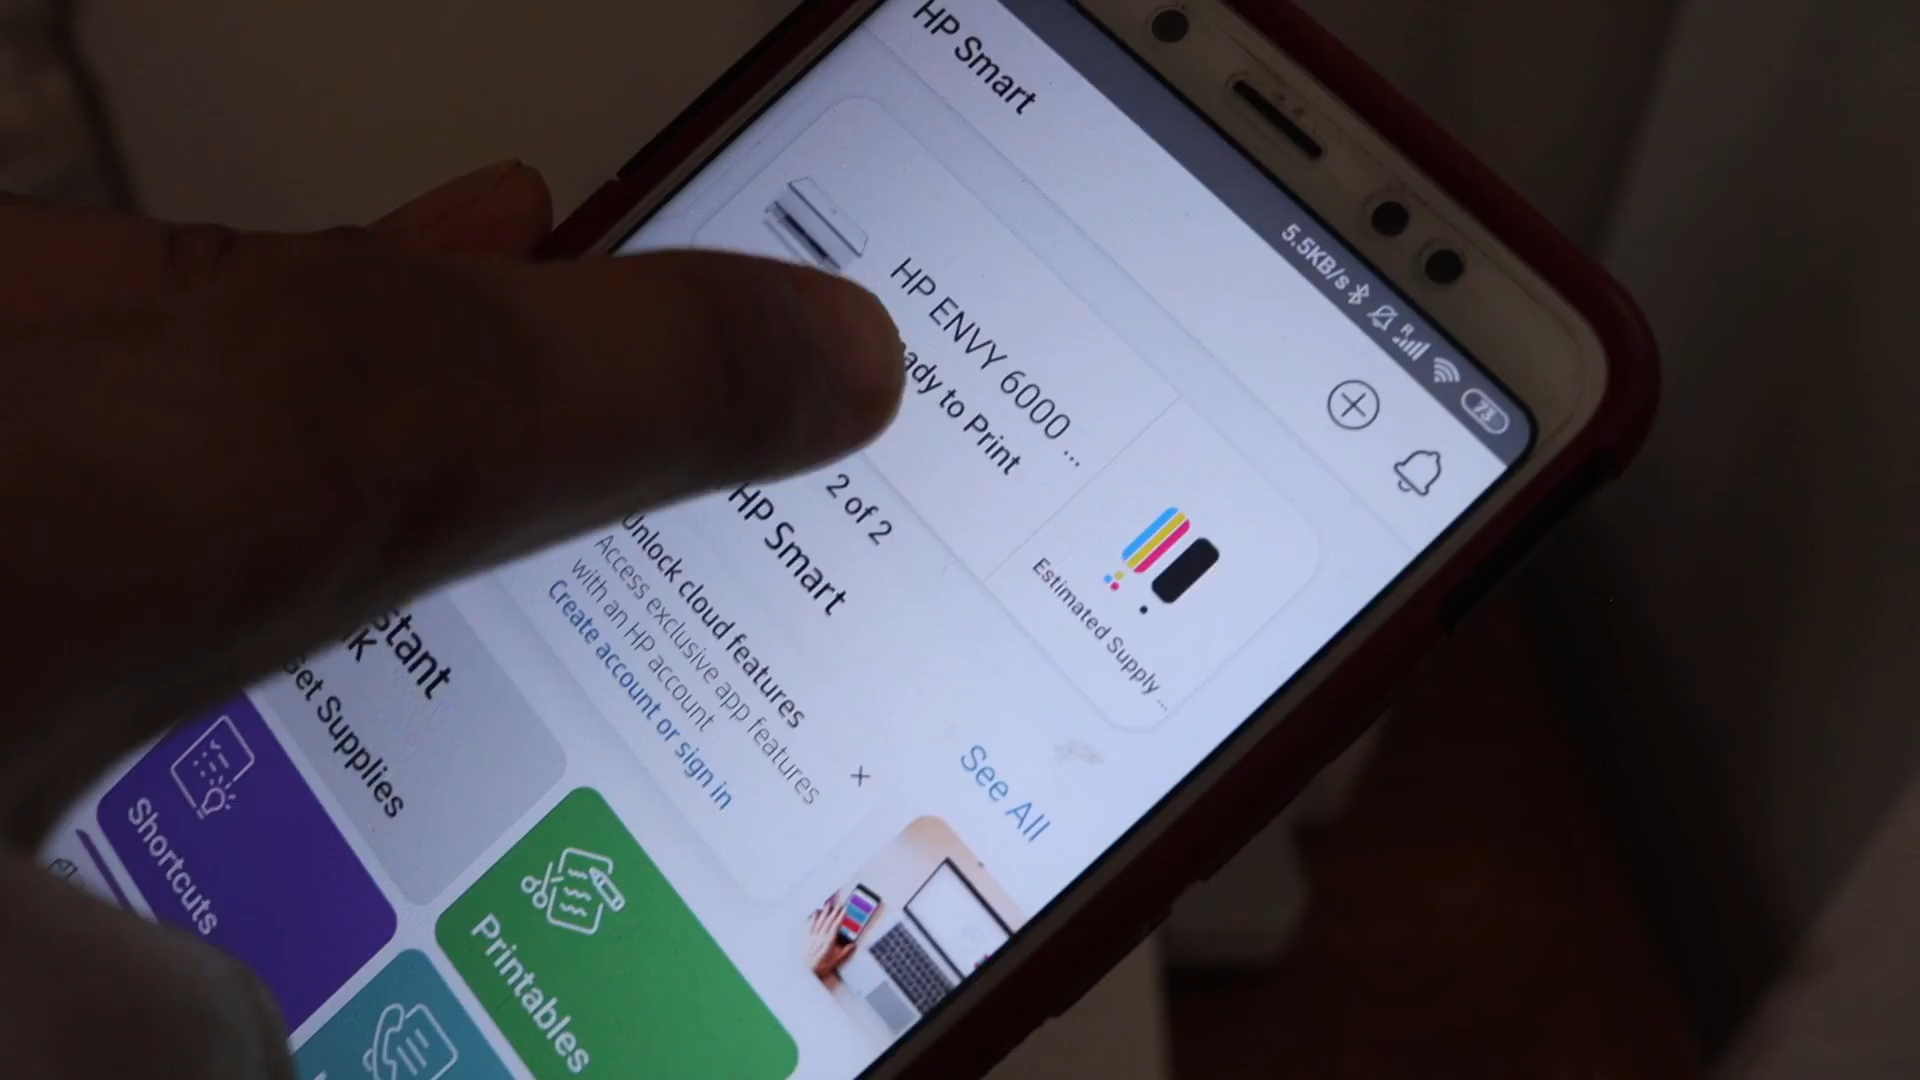 5.5KB/s
73
HP Smart
HP ENVY 6000 ...
ady to Print
Estimated Supply ...
2 of 2
HP Smart
See All
Unlock cloud features
Access exclusive app features
with an HP account
Create account or sign in
stant
Get Supplies
Printables
Shortcuts